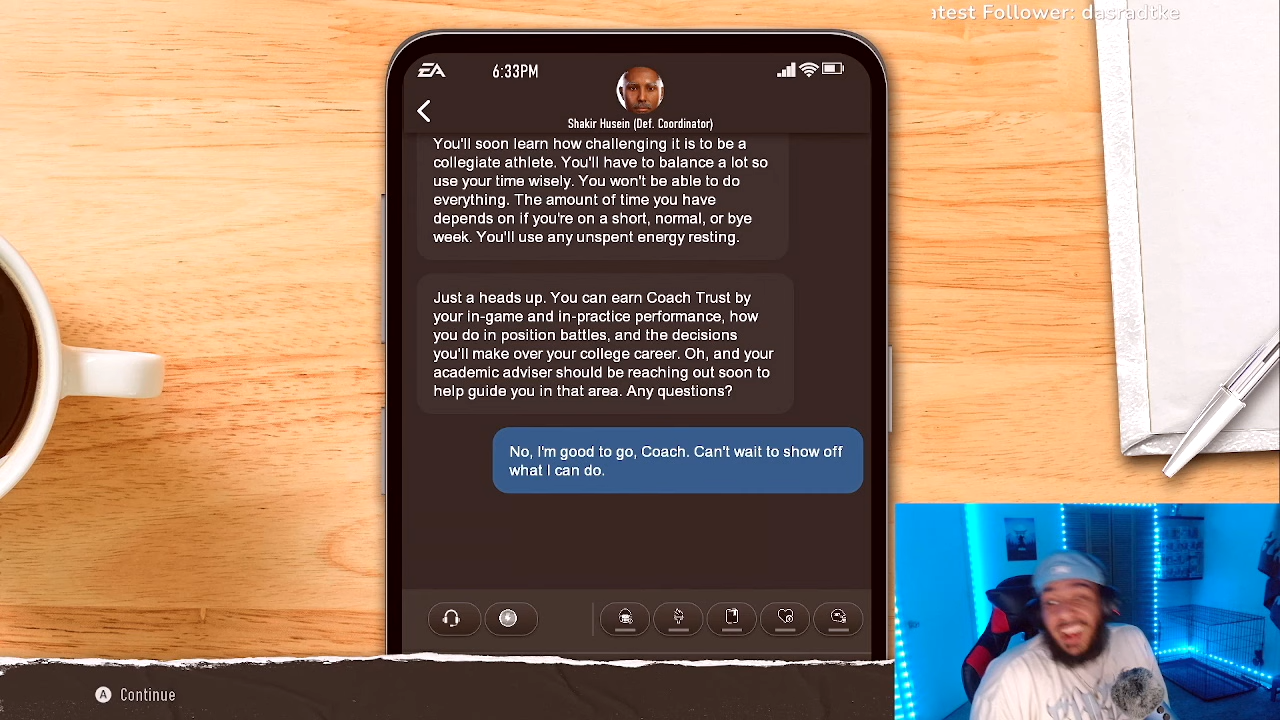 atest Follower: dasradtke
EA
6:33PM
Shakir Husein (Def. Coordinator)
You'll soon learn how challenging it is to be a
collegiate athlete. You'll have to balance a lot so
use your time wisely. You won't be able to do
everything. The amount of time you have
depends on if you're on a short, normal, or bye
week. You'll use any unspent energy resting.
Just a heads up. You can earn Coach Trust by
your in-game and in-practice performance, how
you do in position battles, and the decisions
you'll make over your college career. Oh, and your
academic adviser should be reaching out soon to
help guide you in that area. Any questions?
No, I'm good to go, Coach. Can't wait to show off
what I can do.
A Continue